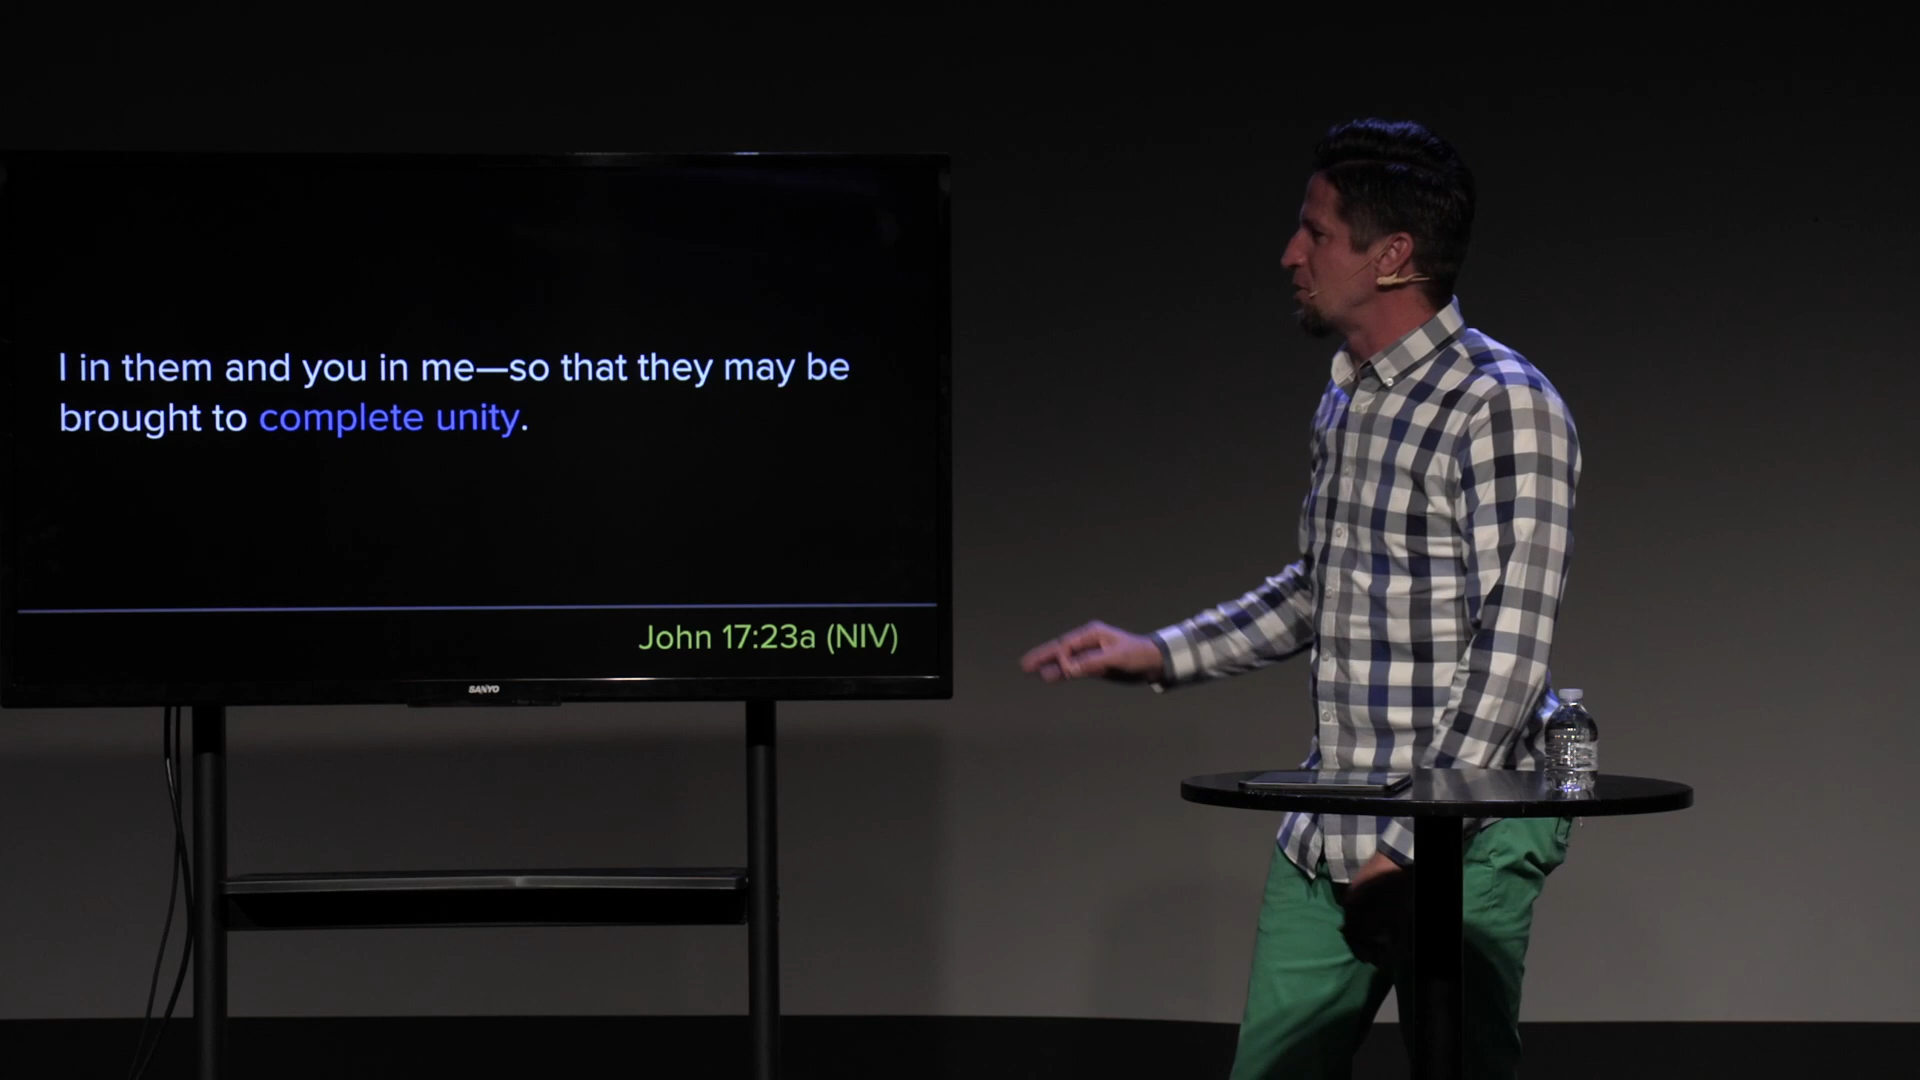 I in them and you in me—so that they may be
brought to complete unity.
John 17:23a (NIV)
SANYO